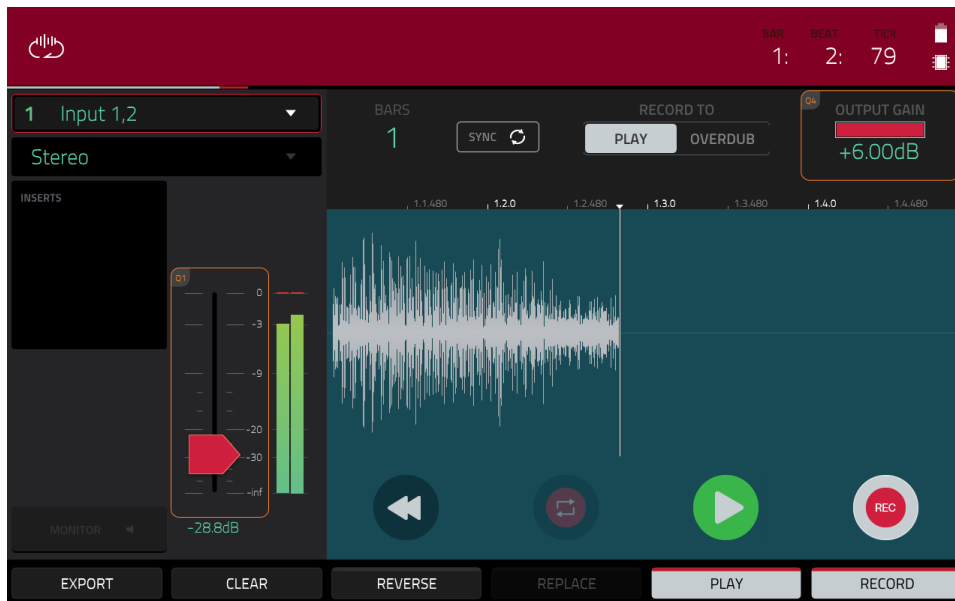 BAR BEAT TICK
1: 2: 79
1 Input 1,2
Stereo
INSERTS
Q1
0
-3
-9
-20
-30
-inf
MONITOR
-28.8dB
BARS
1
SYNC
RECORD TO
PLAY OVERDUB
Q4
OUTPUT GAIN
+6.00dB
1.1.480 1.2.0 1.2.480 1.3.0 1.3.480 1.4.0 1.4.480
REC
EXPORT CLEAR REVERSE REPLACE PLAY RECORD